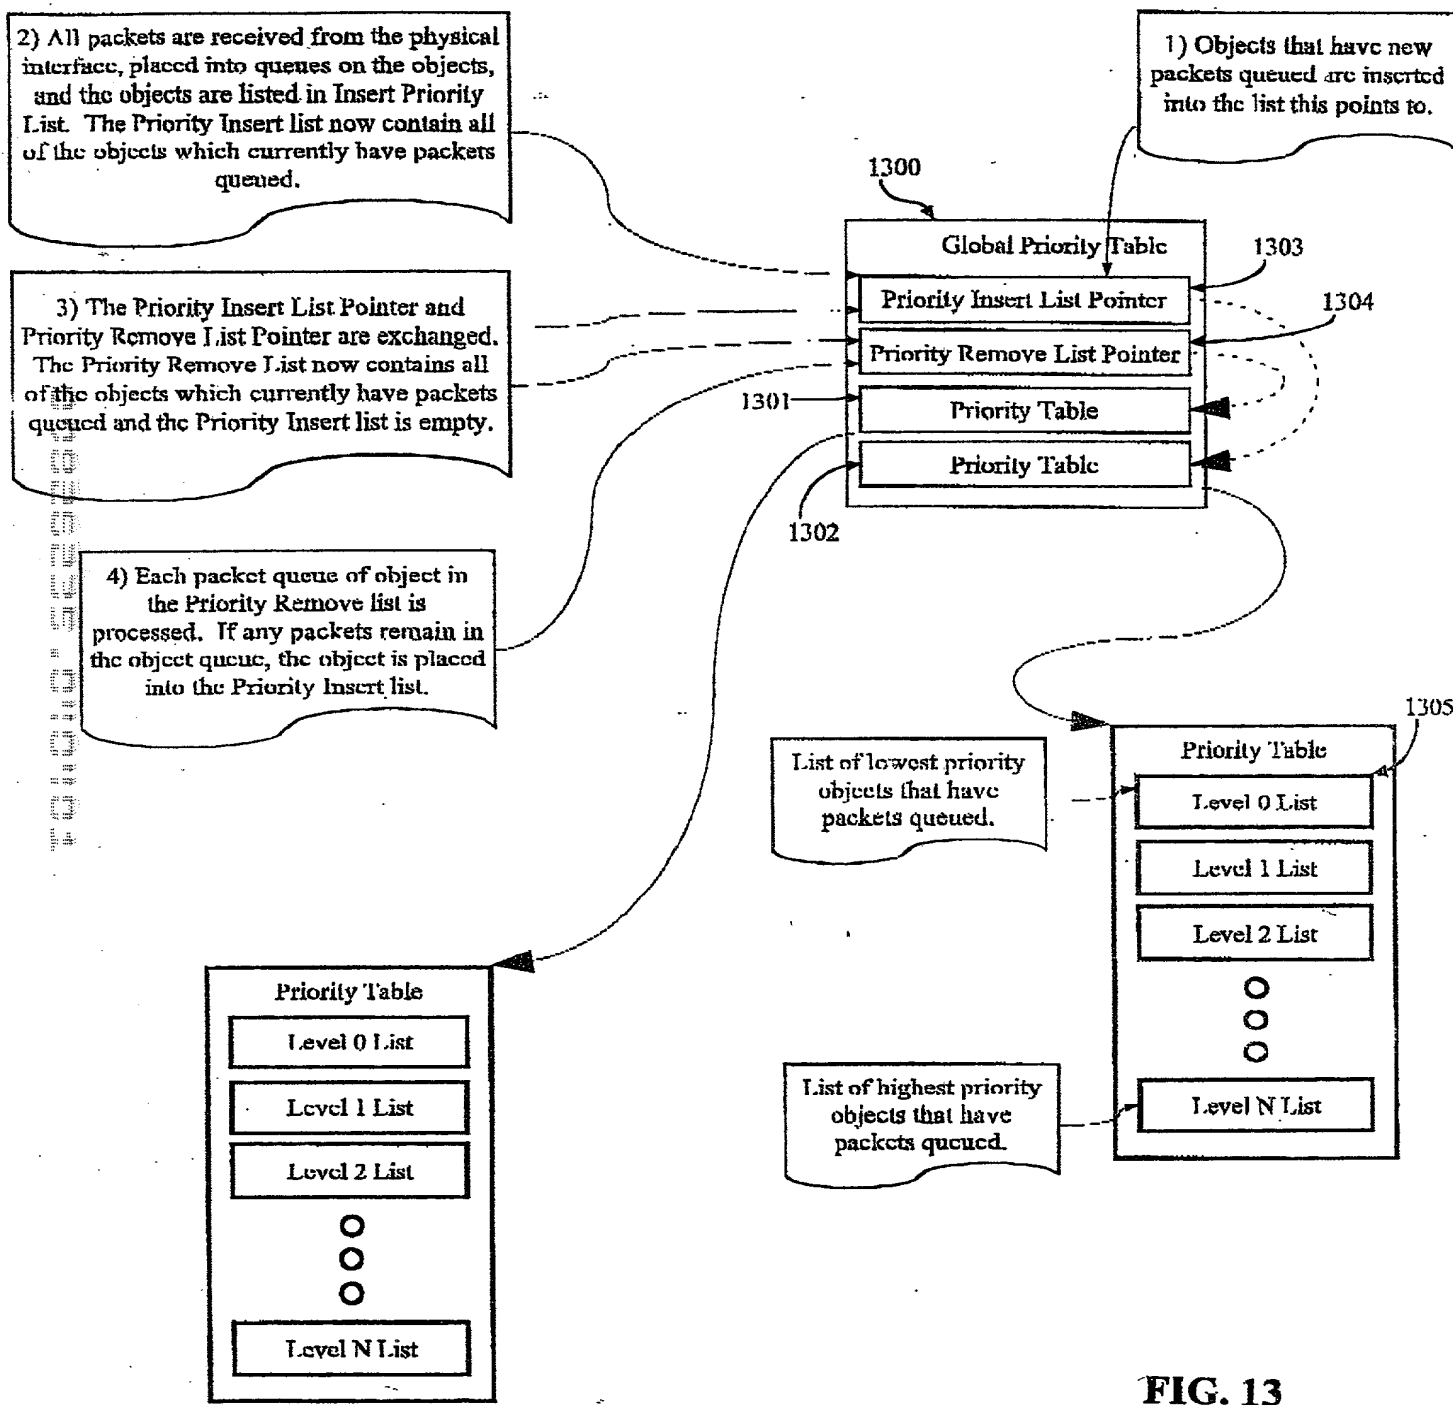 2) All packets are received from the physical
interface, placed into queues on the objects,
and the objects are listed in Insert Priority
List. The Priority Insert list now contain all
of the objects which currently have packets
queued.
1) Objects that have new
packets queued are inserted
into the list this points to.
1300
Global Priority Table
1303
Priority Insert List Pointer
1304
Priority Remove List Pointer
1301
Priority Table
Priority Table
1302
3) The Priority Insert List Pointer and
Priority Remove List Pointer are exchanged.
The Priority Remove List now contains all
of the objects which currently have packets
queued and the Priority Insert list is empty.
4) Each packet queue of object in
the Priority Remove list is
processed. If any packets remain in
the object queue, the object is placed
into the Priority Insert list.
1305
Priority Table
List of lowest priority
objects that have
packets queued.
Level 0 List
Level 1 List
Level 2 List
List of highest priority
objects that have
packets queued.
Level N List
Priority Table
Level 0 List
Level 1 List
Level 2 List
Level N List
FIG. 13